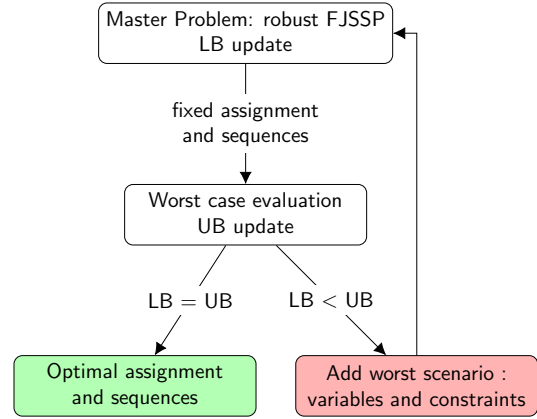 Master Problem: robust FJSSP
LB update
fixed assignment
and sequences
Worst case evaluation
UB update
LB = UB
LB < UB
Optimal assignment
and sequences
Add worst scenario :
variables and constraints